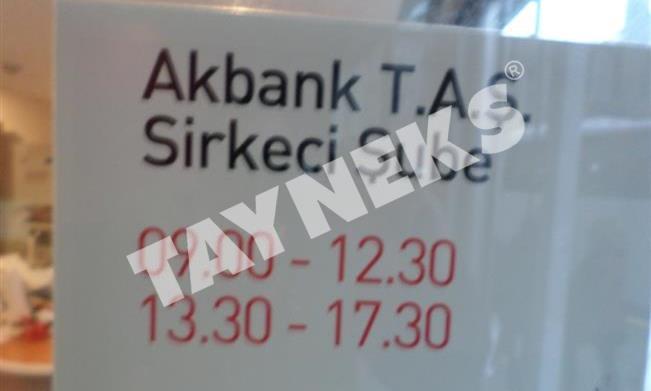 Akbank T.A.Ş.
Sirkeci Şube
09.00 - 12.30
13.30 - 17.30
TAYNEKS®